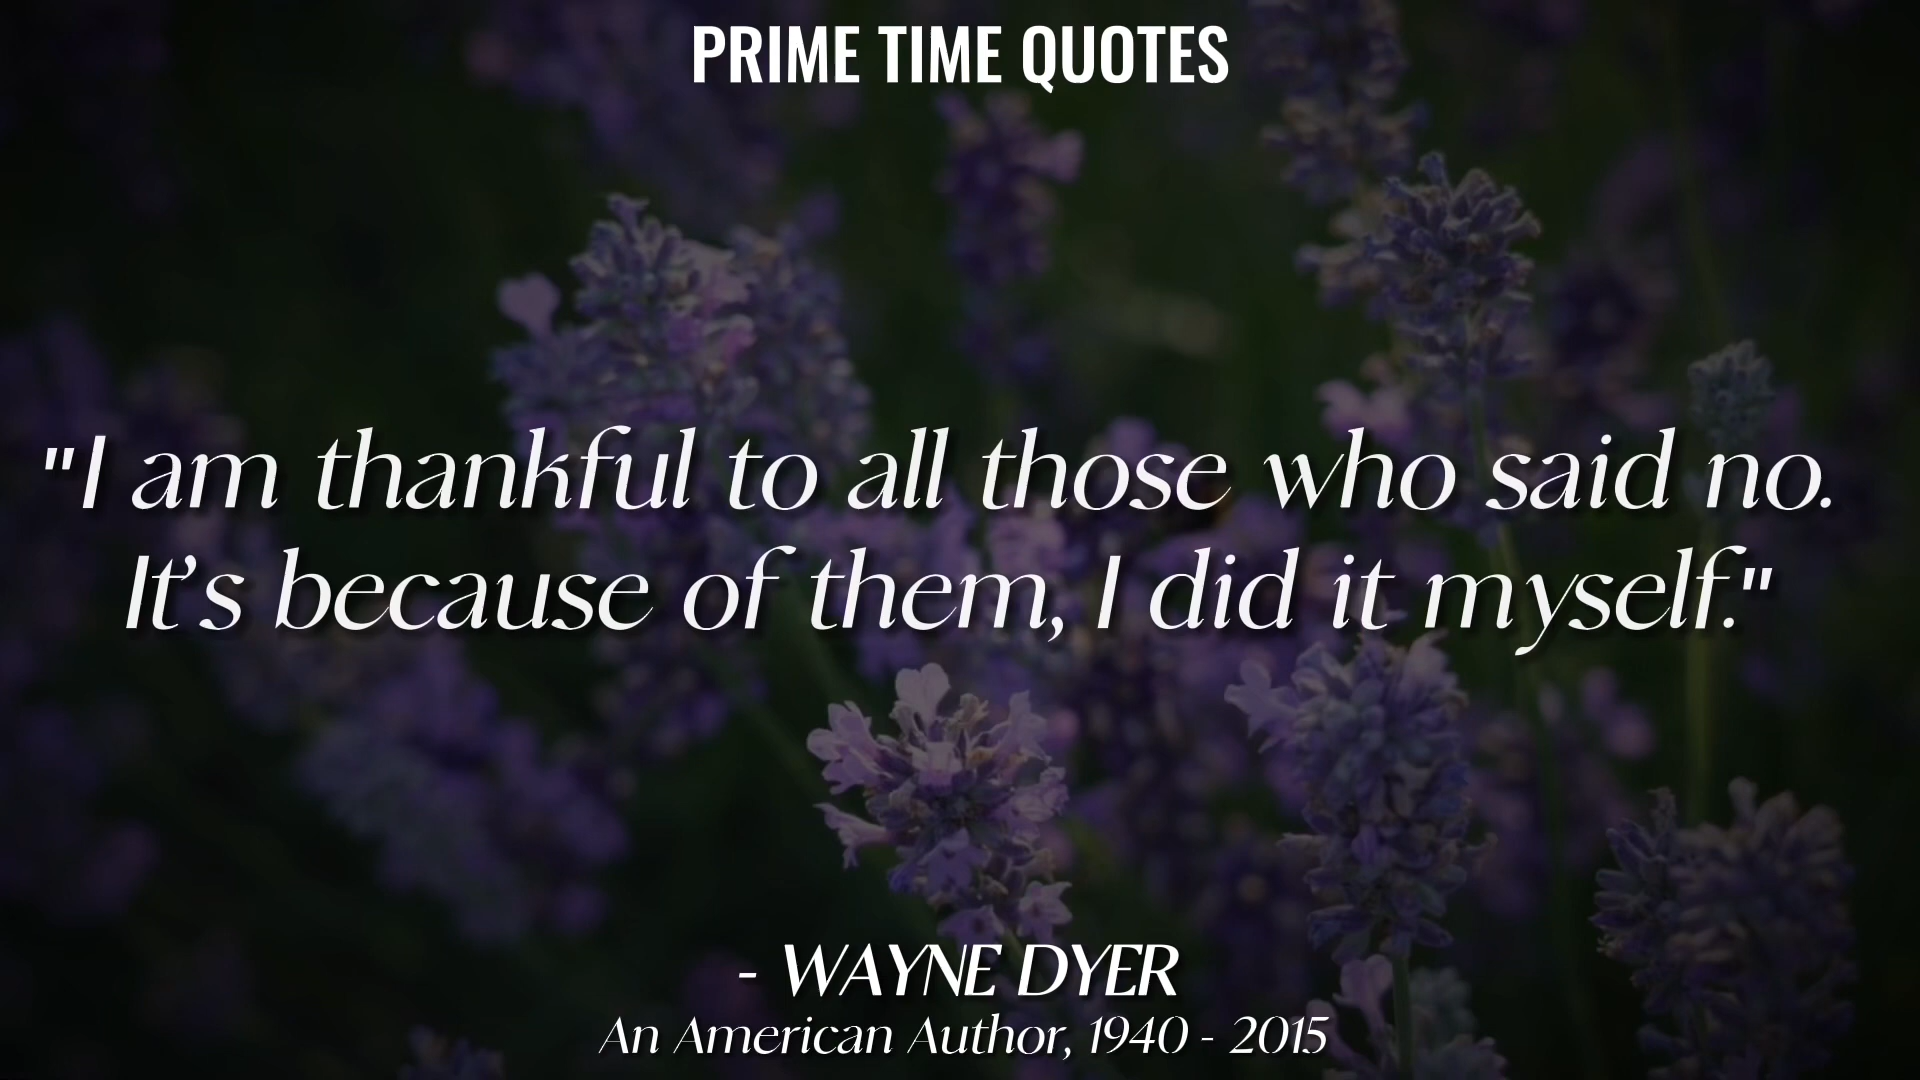 PRIME TIME QUOTES
"I am thankful to all those who said no.
It’s because of them, I did it myself."
- WAYNE DYER
An American Author, 1940 - 2015